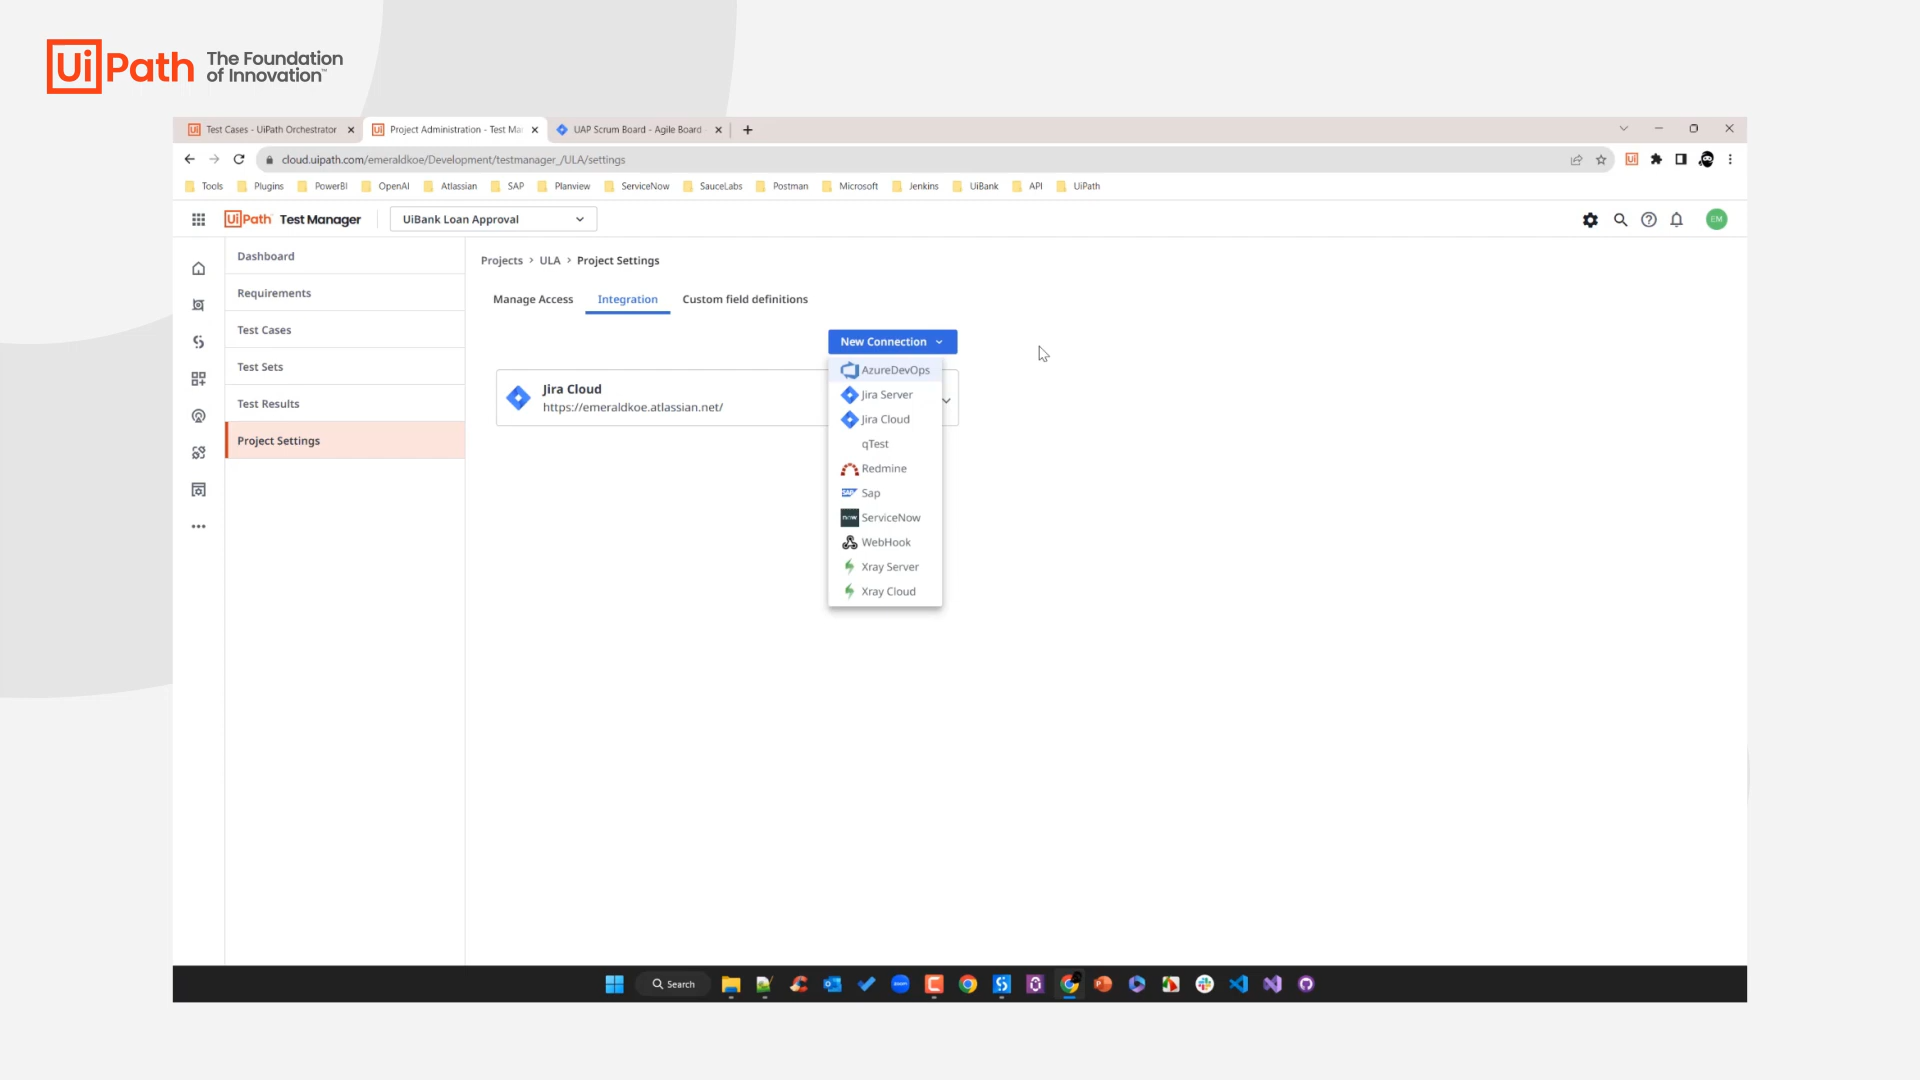 UiPath The Foundation
of Innovation™
Test Cases - UiPath Orchestrator
Project Administration - Test Ma
UAP Scrum Board - Agile Board
cloud.uipath.com/emeraldkoe/Development/testmanager_/ULA/settings
Tools Plugins PowerBI OpenAI Atlassian SAP Planview ServiceNow SauceLabs Postman Microsoft Jenkins UiBank API UiPath
UiPath Test Manager UiBank Loan Approval EM
Dashboard
Requirements
Test Cases
Test Sets
Test Results
Project Settings
Projects > ULA > Project Settings
Manage Access Integration Custom field definitions
New Connection
Jira Cloud
https://emeraldkoe.atlassian.net/
AzureDevOps
Jira Server
Jira Cloud
qTest
Redmine
SAP Sap
now ServiceNow
WebHook
Xray Server
Xray Cloud
Search